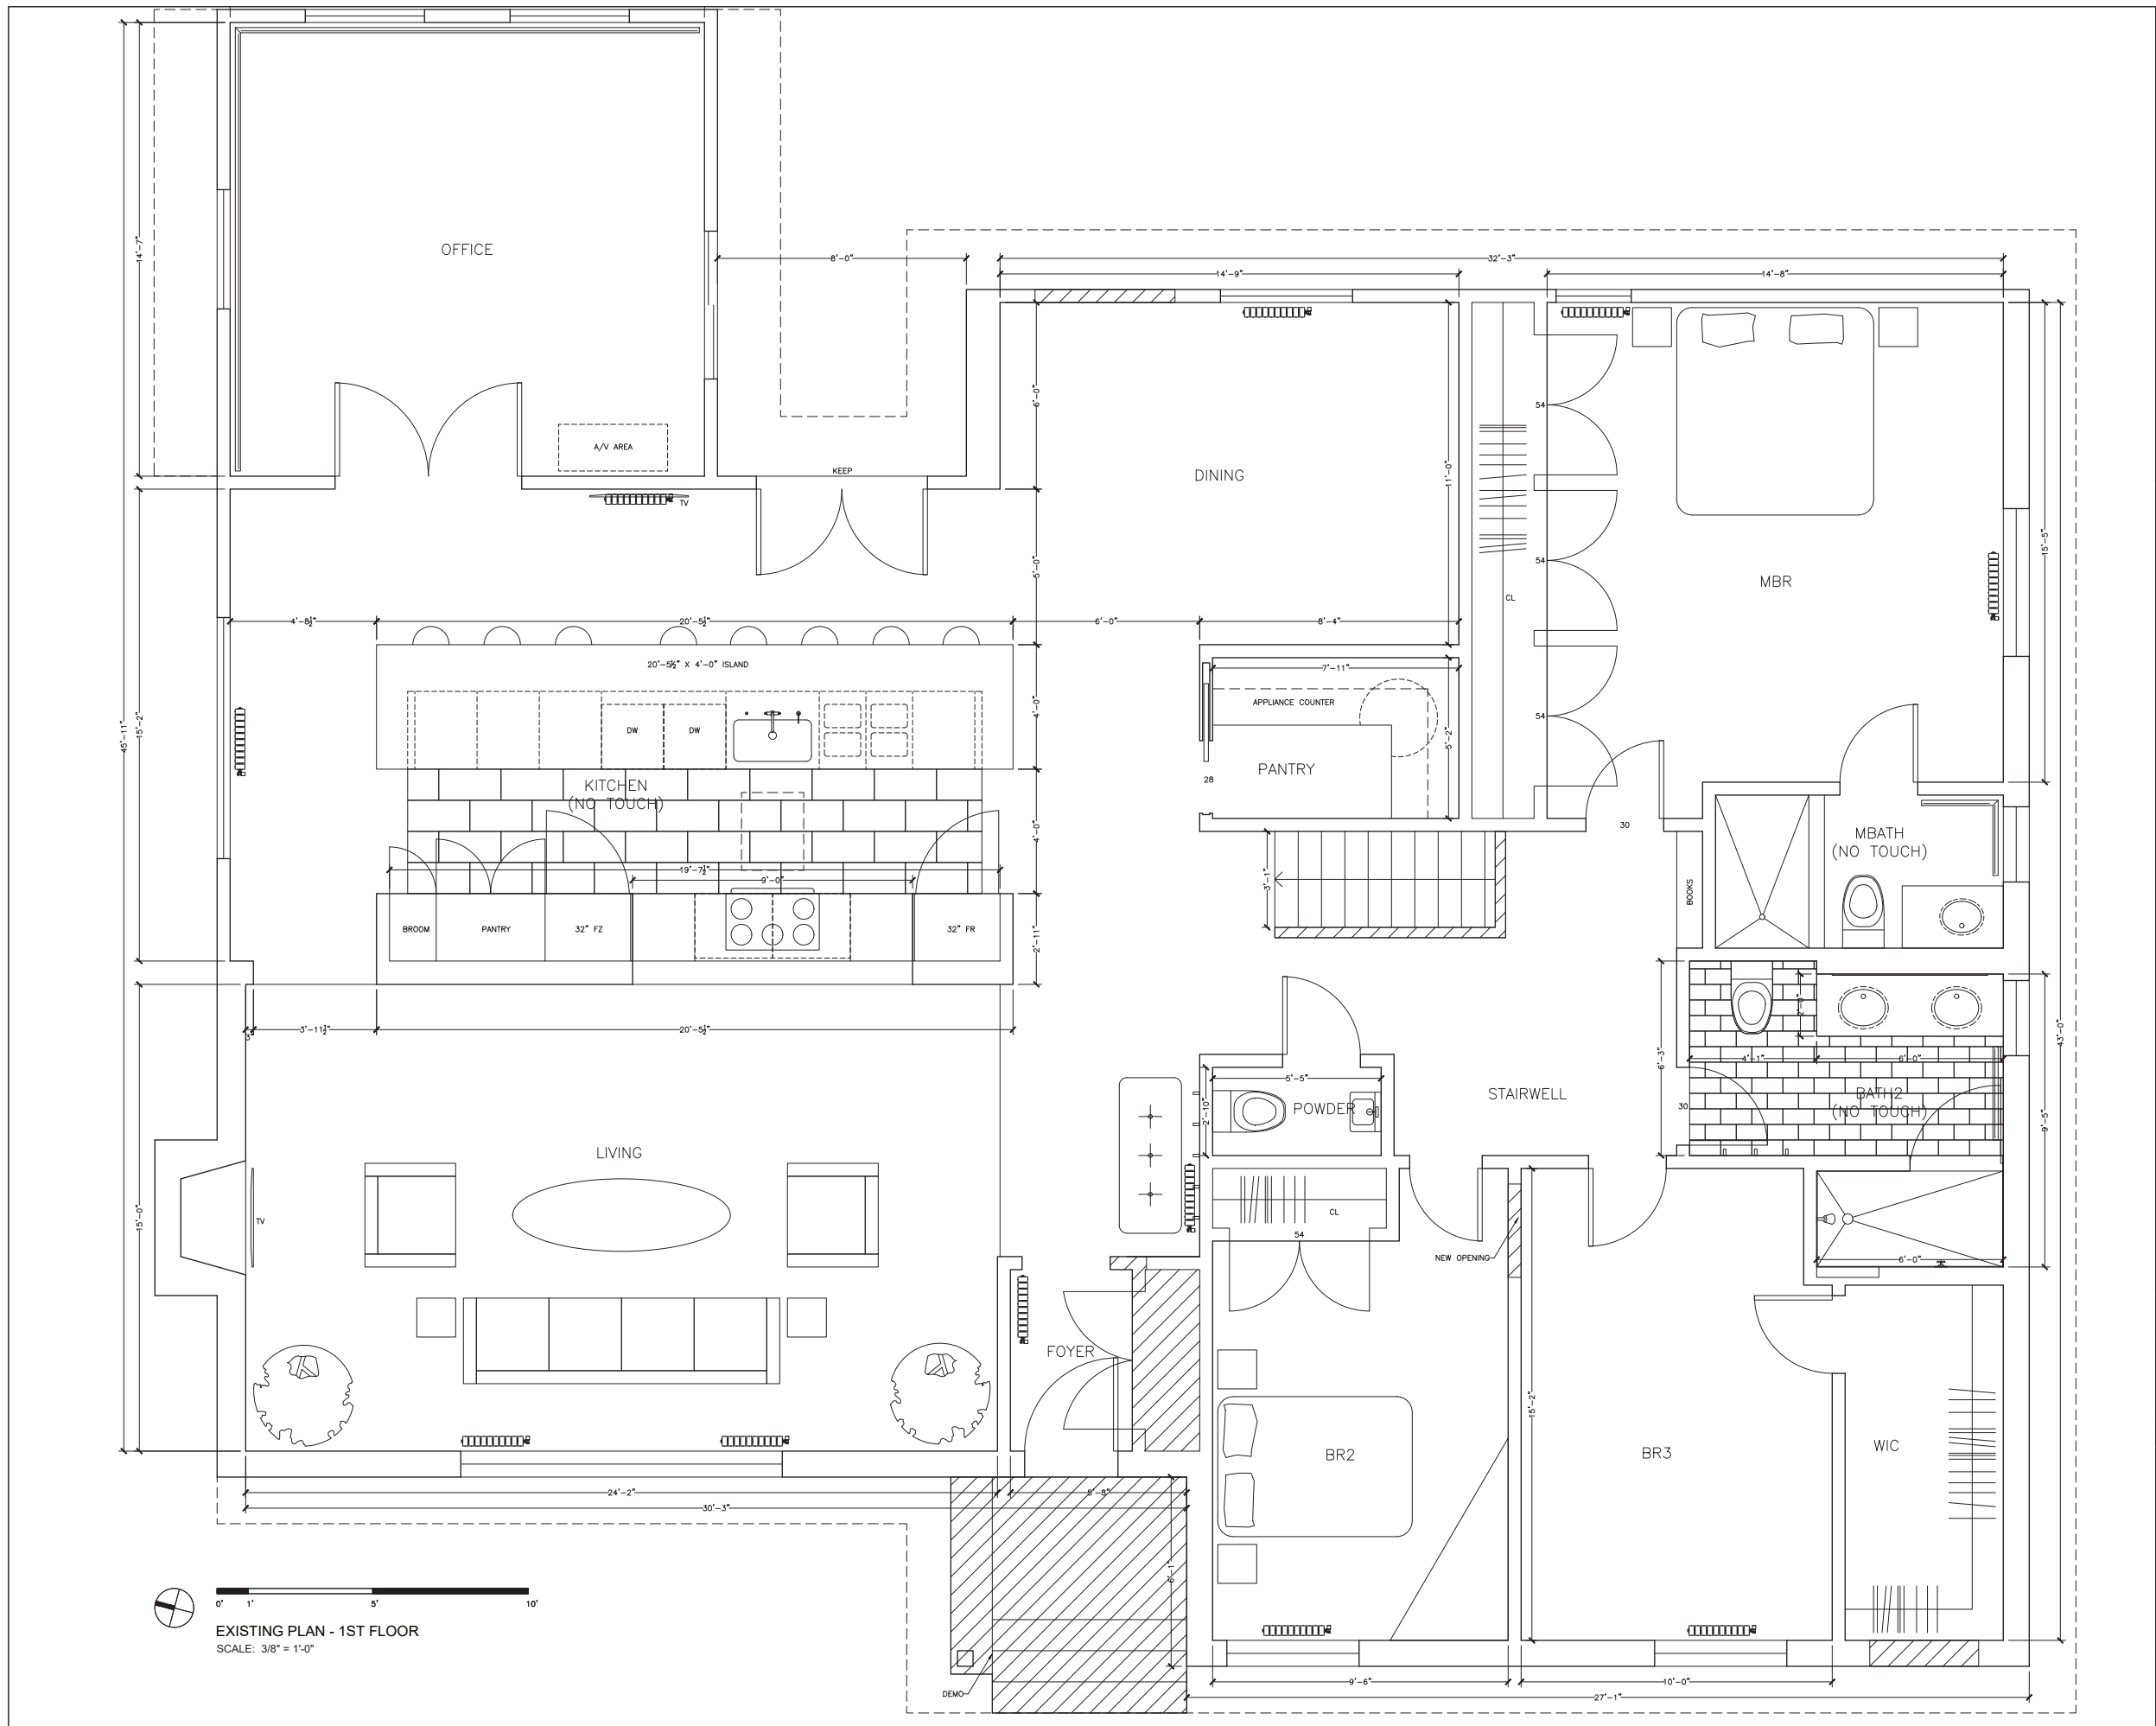 32'-3"
8'-0"
14'-9"
14'-8"
14'-7"
OFFICE
6'-0"
11'-0"
54
A/V AREA
KEEP
DINING
TV
15'-5"
5'-0"
54
MBR
CL
4'-8½"
20'-5½"
6'-0"
8'-4"
20'-5½" X 4'-0" ISLAND
7'-11"
APPLIANCE COUNTER
54
DW
DW
4'-0"
5'-2"
45'-11"
15'-2"
PANTRY
28
KITCHEN
(NO TOUCH)
30
MBATH
(NO TOUCH)
4'-0"
19'-7½"
9'-0"
3'-1"
BOOKS
BROOM
PANTRY
32" FZ
32" FR
2'-11"
3"
3'-11½"
20'-5½"
2'-0"
43'-0"
6'-3"
4'-1"
6'-0"
5'-5"
2'-10"
POWDER
STAIRWELL
30
BATH2
(NO TOUCH)
9'-5"
LIVING
TV
15'-0"
CL
54
NEW OPENING
6'-0"
FOYER
15'-2"
BR2
BR3
WIC
24'-2"
5'-8"
30'-3"
6'-1"
0'
1'
5'
10'
EXISTING PLAN - 1ST FLOOR
SCALE: 3/8" = 1'-0"
DEMO
9'-6"
10'-0"
27'-1"